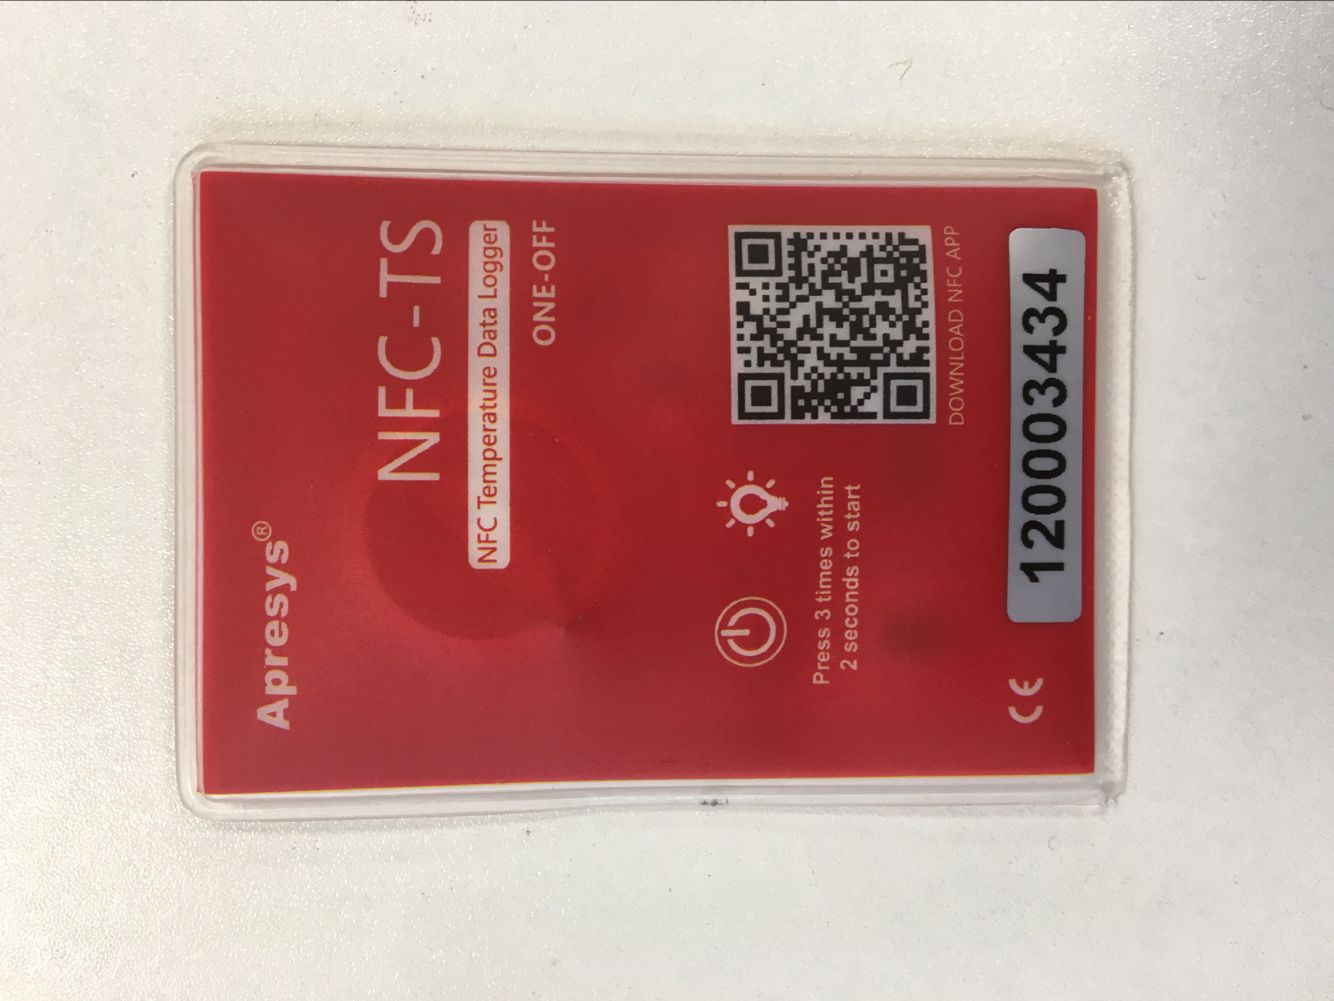 Apresys®
NFC-TS
NFC Temperature Data Logger
ONE-OFF
Press 3 times within
2 seconds to start
DOWNLOAD NFC APP
CE
120003434